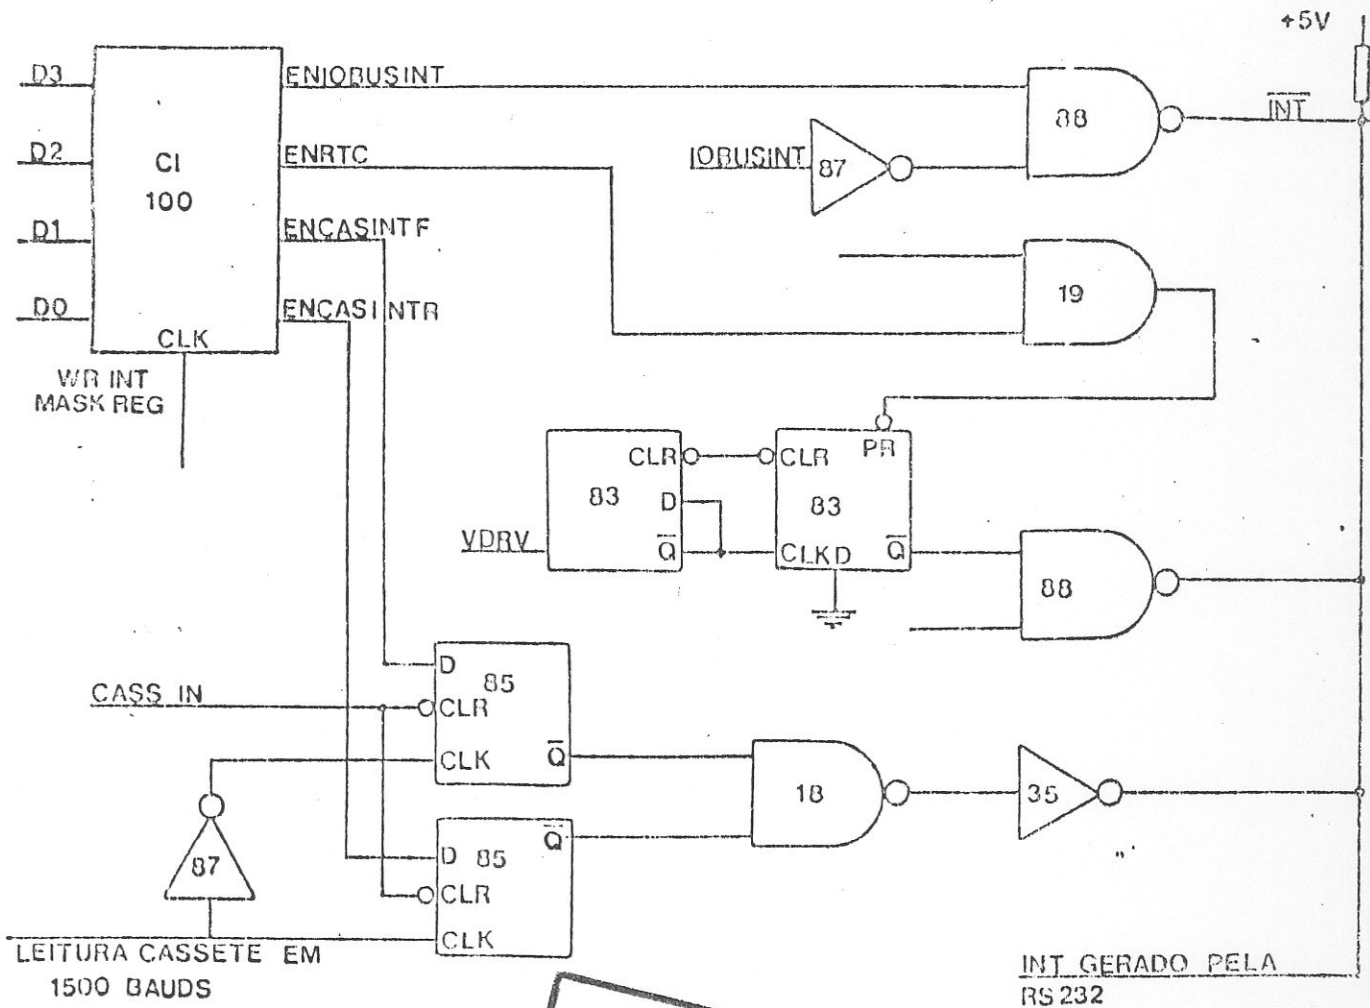 +5V
D3
ENIOBUSINT
88
INT
D2
CI
100
ENRTC
IOBUSINT
87
D1
ENCASINTF
19
D0
ENCASINTR
CLK
WR INT
MASK REG
PR
CLR
CLR
83
D
83
VDRV
Q
CLK D
Q
88
D
85
CASS IN
CLR
CLK
Q
18
35
87
D
85
Q
CLR
CLK
LEITURA CASSETE EM
1500 BAUDS
INT GERADO PELA
RS 232